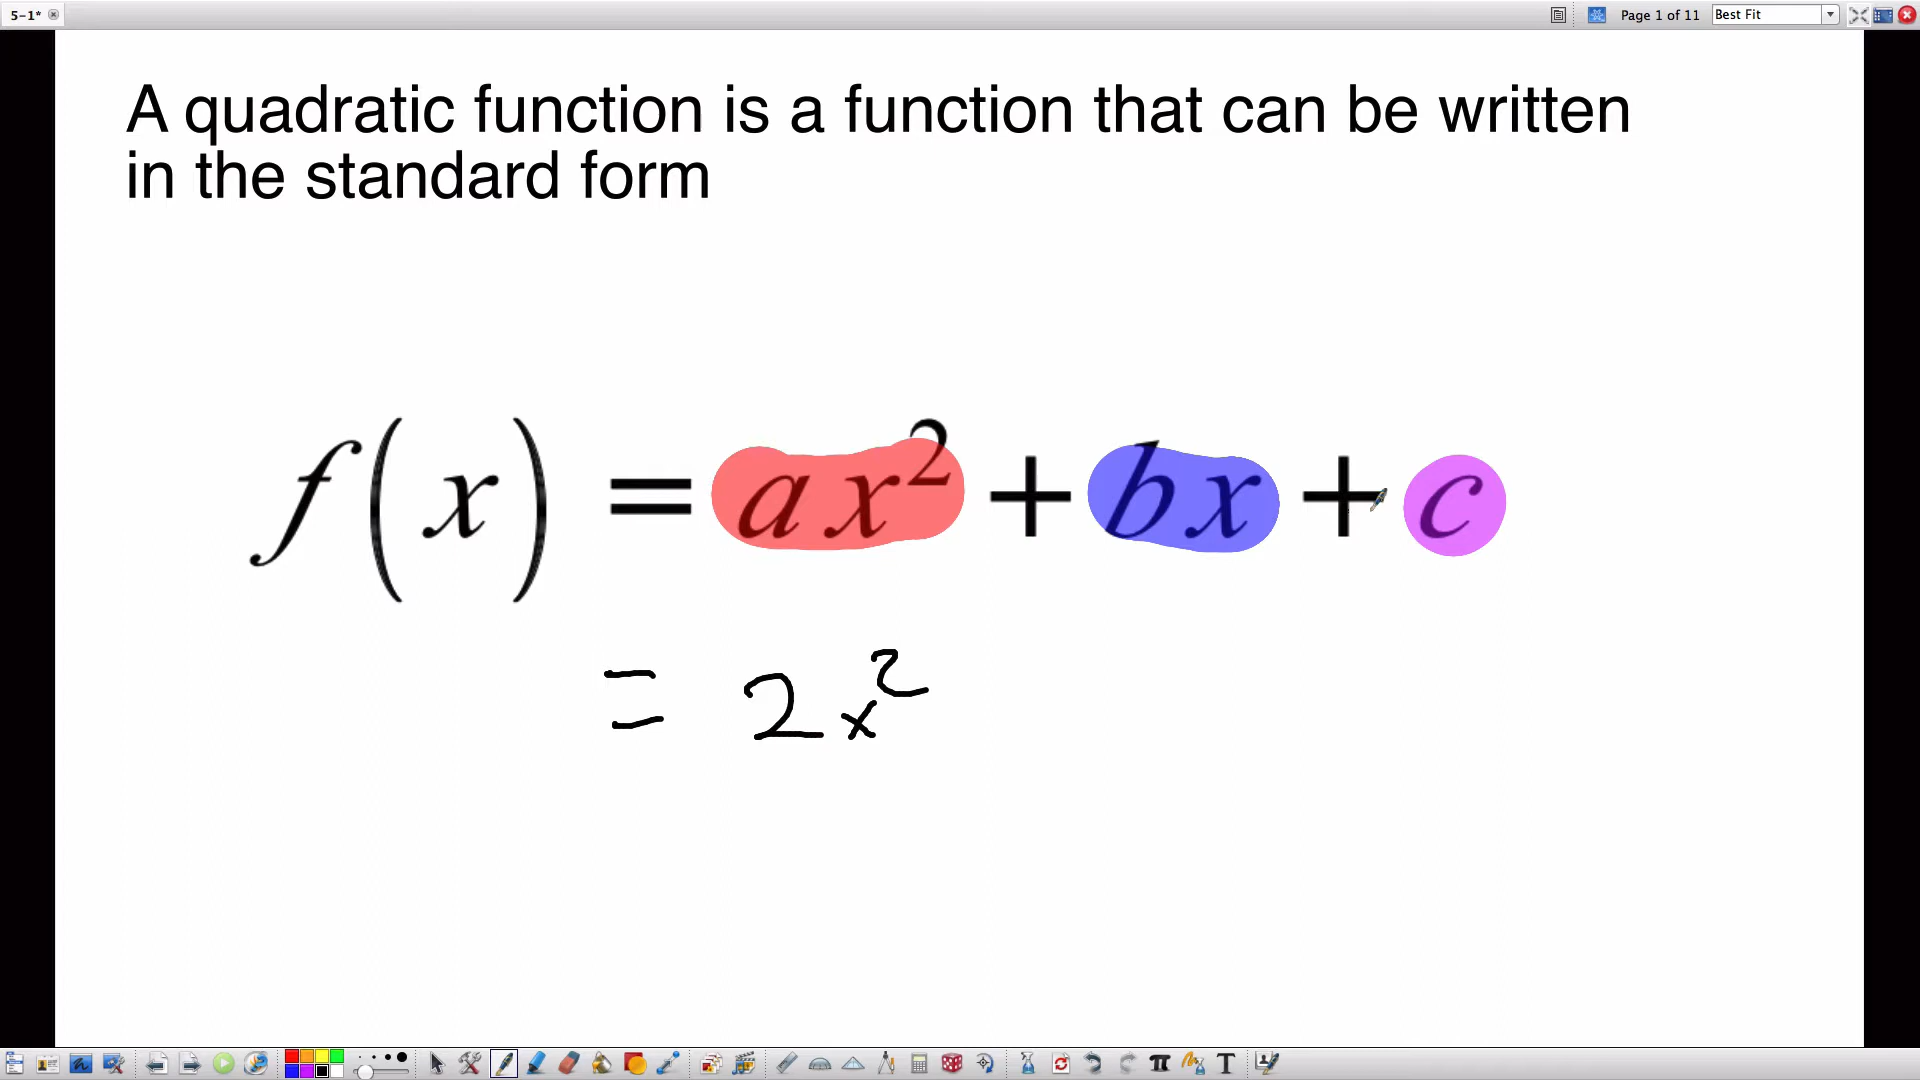 5-1*
Page 1 of 11
Best Fit
A quadratic function is a function that can be written
in the standard form
f(x) = ax² + bx + c
= 2x²